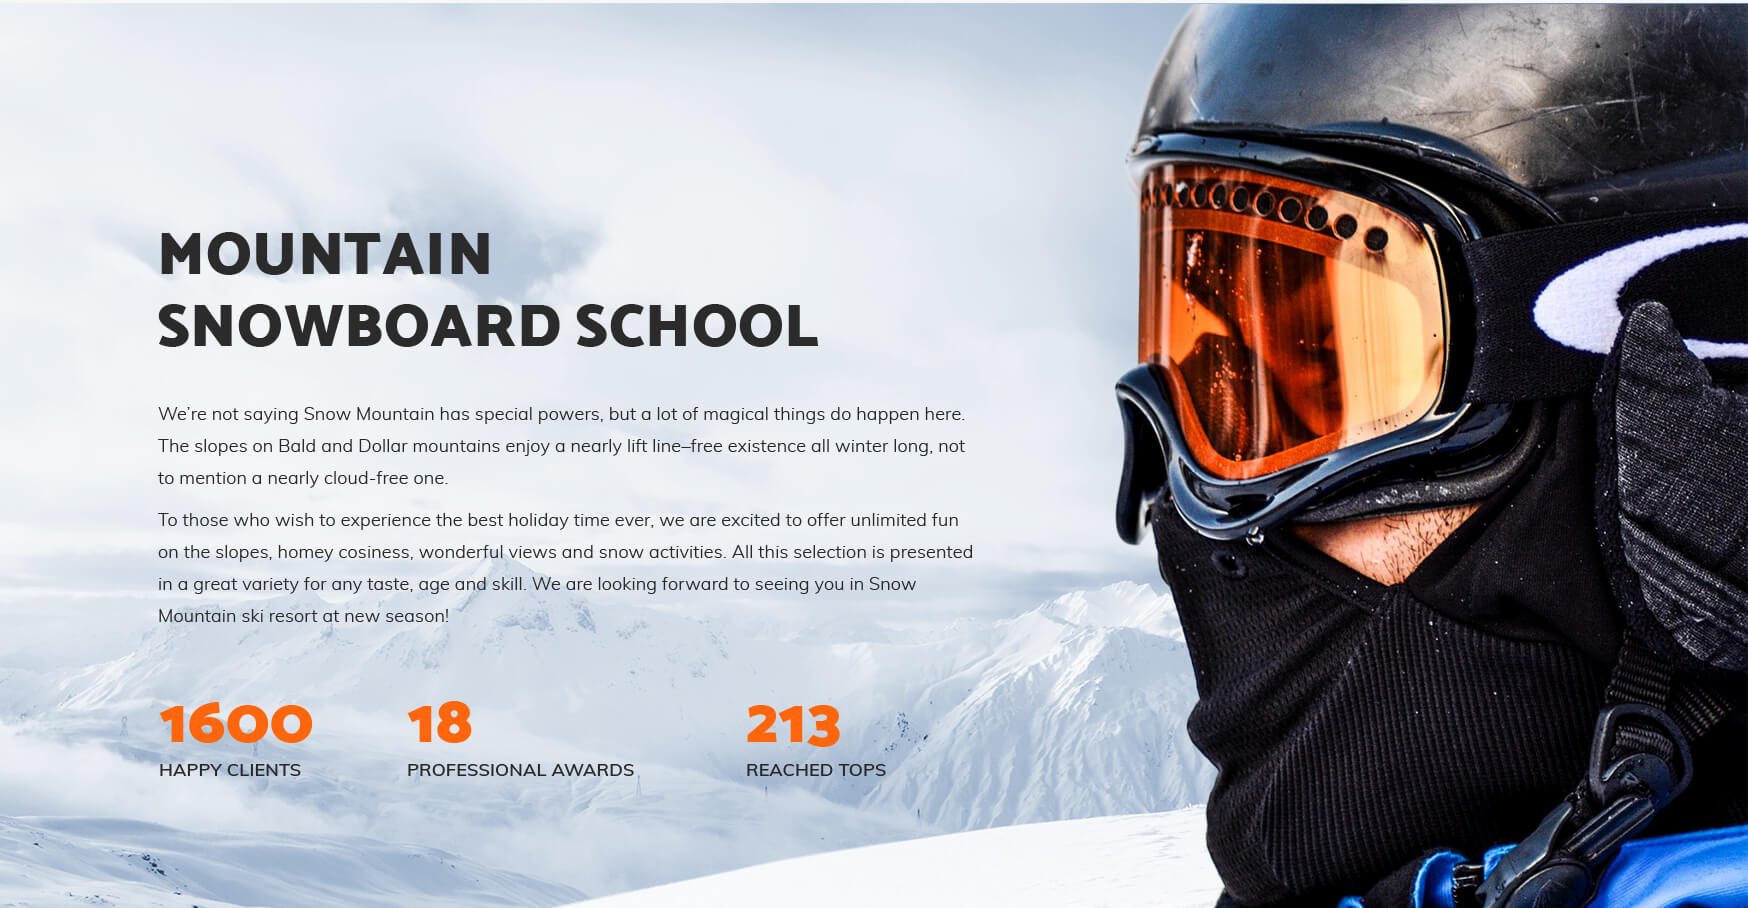 MOUNTAIN
SNOWBOARD SCHOOL
We’re not saying Snow Mountain has special powers, but a lot of magical things do happen here.
The slopes on Bald and Dollar mountains enjoy a nearly lift line–free existence all winter long, not
to mention a nearly cloud-free one.
To those who wish to experience the best holiday time ever, we are excited to offer unlimited fun
on the slopes, homey cosiness, wonderful views and snow activities. All this selection is presented
in a great variety for any taste, age and skill. We are looking forward to seeing you in Snow
Mountain ski resort at new season!
1600 18 213
HAPPY CLIENTS PROFESSIONAL AWARDS REACHED TOPS